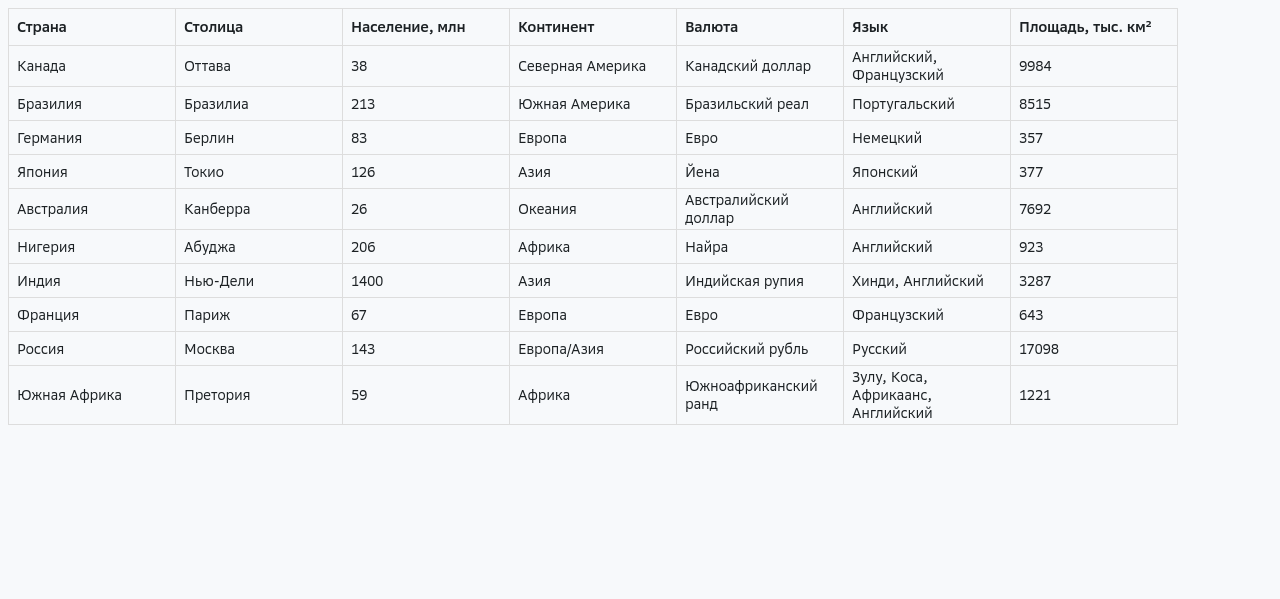 Страна Столица Население, млн Континент Валюта Язык Площадь, тыс. км²
Канада Оттава 38 Северная Америка Канадский доллар Английский, Французский 9984
Бразилия Бразилиа 213 Южная Америка Бразильский реал Португальский 8515
Германия Берлин 83 Европа Евро Немецкий 357
Япония Токио 126 Азия Йена Японский 377
Австралия Канберра 26 Океания Австралийский доллар Английский 7692
Нигерия Абуджа 206 Африка Найра Английский 923
Индия Нью-Дели 1400 Азия Индийская рупия Хинди, Английский 3287
Франция Париж 67 Европа Евро Французский 643
Россия Москва 143 Европа/Азия Российский рубль Русский 17098
Южная Африка Претория 59 Африка Южноафриканский ранд Зулу, Коса, Африкаанс, Английский 1221